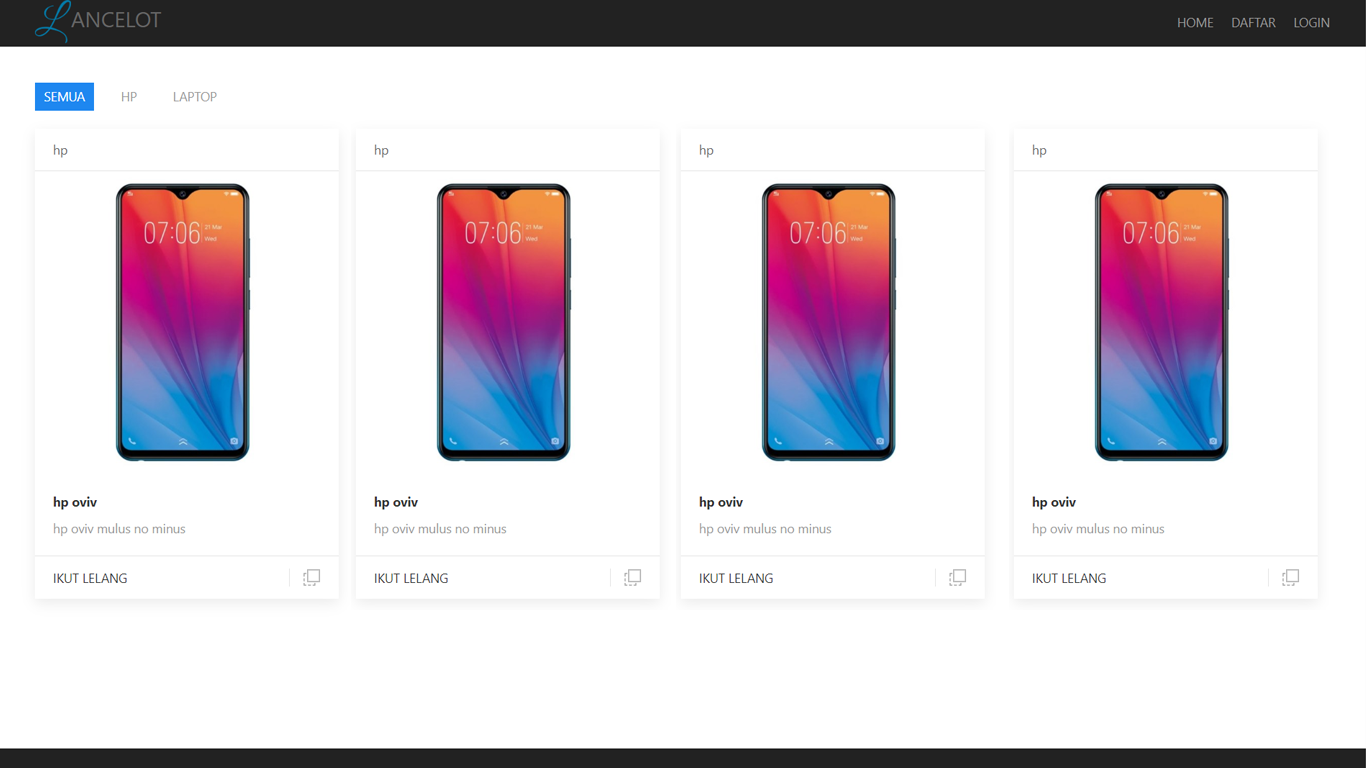 LANCELOT
HOME DAFTAR LOGIN
SEMUA HP LAPTOP
hp hp hp hp
07:06 21 Mar Wed 07:06 21 Mar Wed 07:06 21 Mar Wed 07:06 21 Mar Wed
hp oviv hp oviv hp oviv hp oviv
hp oviv mulus no minus hp oviv mulus no minus hp oviv mulus no minus hp oviv mulus no minus
IKUT LELANG IKUT LELANG IKUT LELANG IKUT LELANG